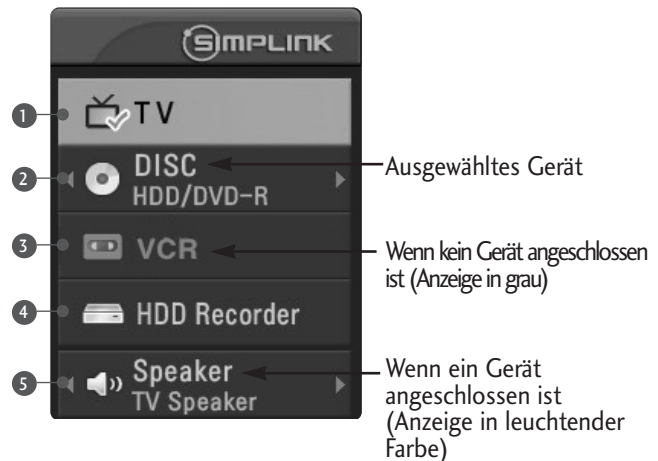 SIMPLINK
1 TV
2 DISC
HDD/DVD-R
Ausgewähltes Gerät
3 VCR
Wenn kein Gerät angeschlossen
ist (Anzeige in grau)
4 HDD Recorder
5 Speaker
TV Speaker
Wenn ein Gerät
angeschlossen ist
(Anzeige in leuchtender
Farbe)